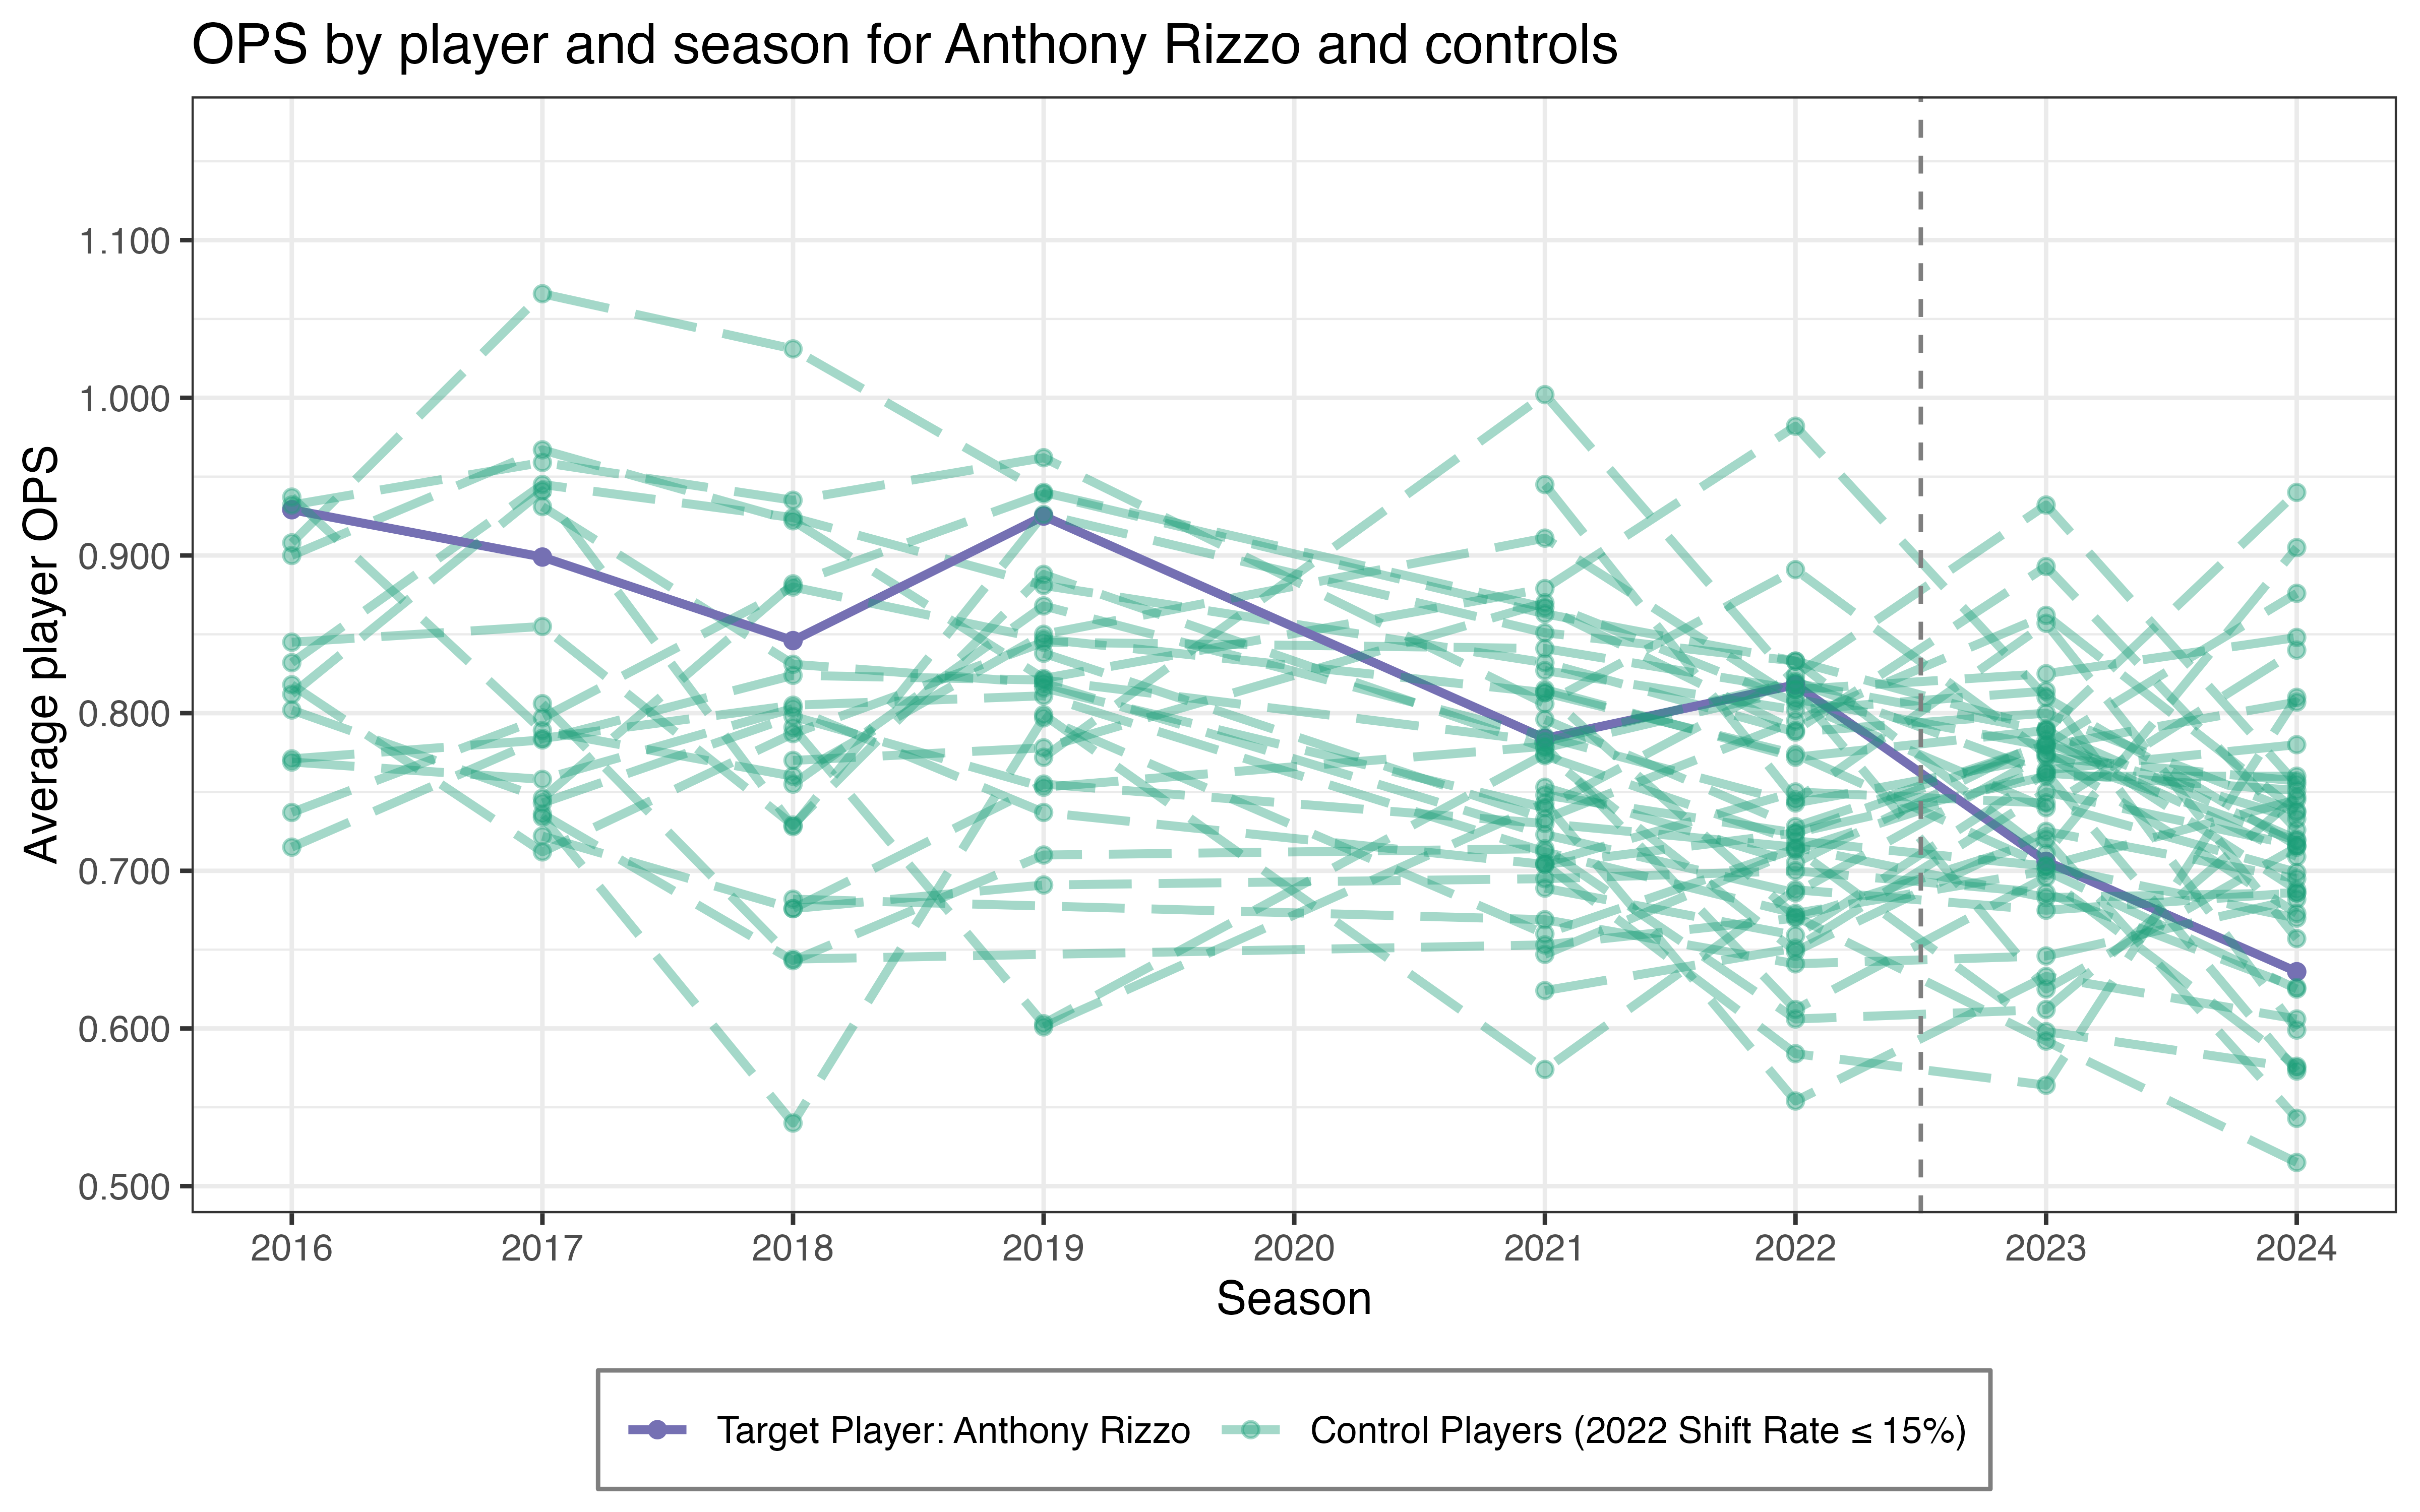 OPS by player and season for Anthony Rizzo and controls
Average player OPS
1.100
1.000
0.900
0.800
0.700
0.600
0.500
2016 2017 2018 2019 2020 2021 2022 2023 2024
Season
Target Player: Anthony Rizzo Control Players (2022 Shift Rate ≤ 15%)